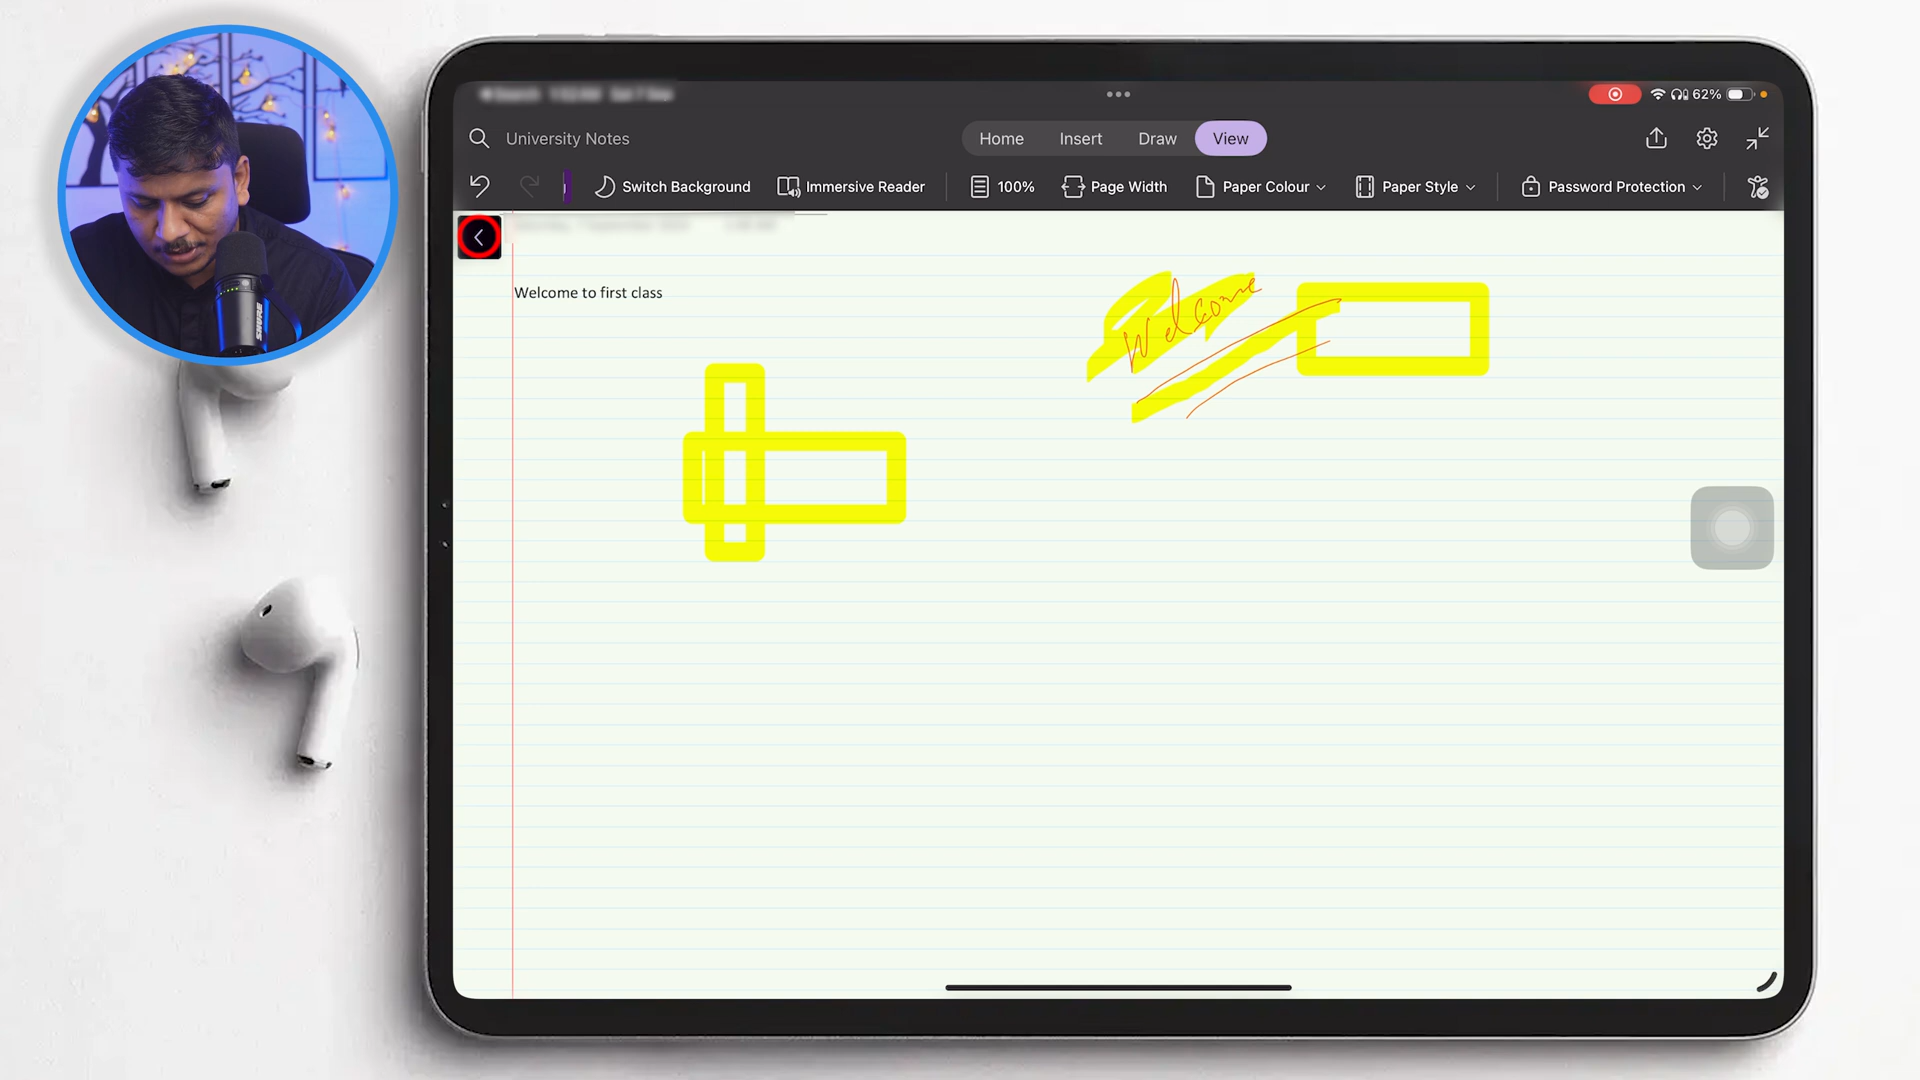 62%
University Notes
Home Insert Draw View
Switch Background Immersive Reader 100% Page Width Paper Colour Paper Style Password Protection
Welcome to first class
Welcome
SHURE